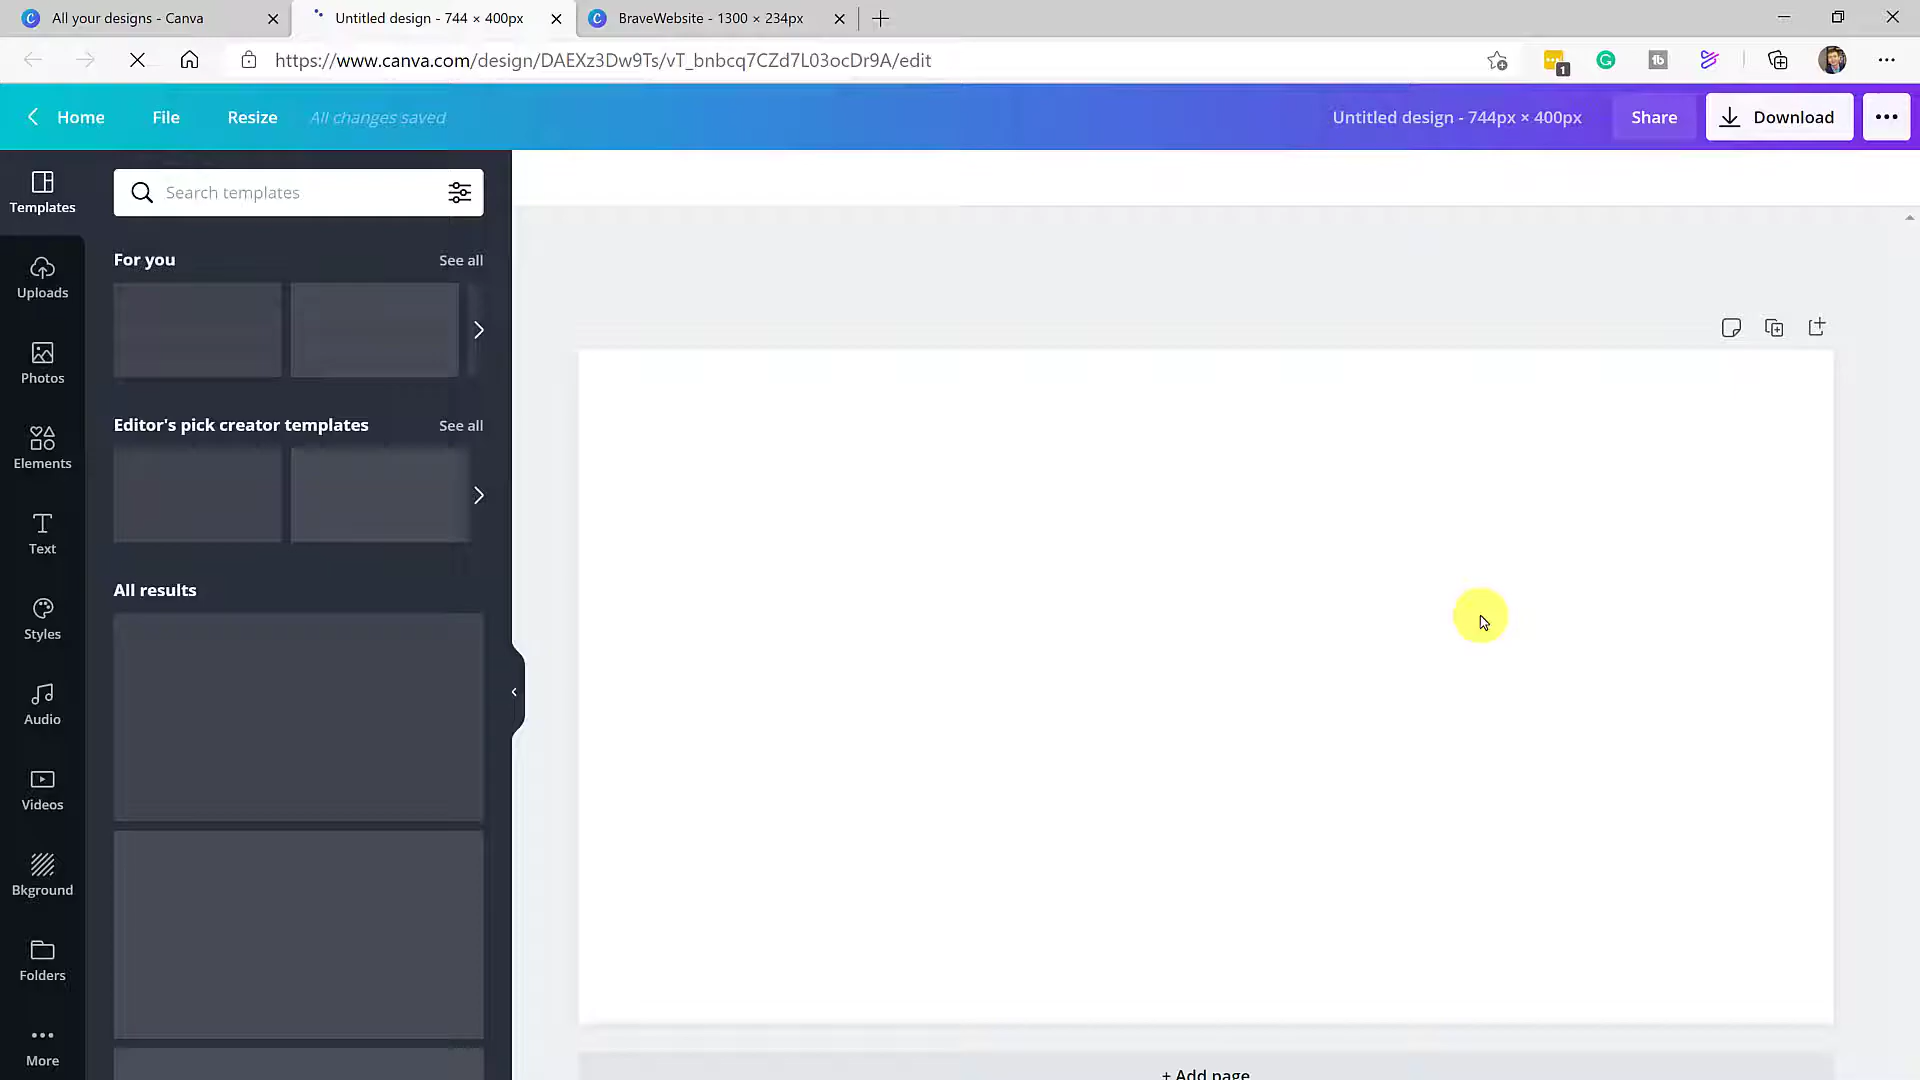 All your designs - Canva
Untitled design - 744 × 400px
BraveWebsite - 1300 × 234px
https://www.canva.com/design/DAEXz3Dw9Ts/vT_bnbcq7CZd7L03ocDr9A/edit
1
Home
File
Resize
All changes saved
Untitled design - 744px × 400px
Share
Download
Templates
Search templates
For you
See all
Uploads
Photos
Editor's pick creator templates
See all
Elements
Text
All results
Styles
Audio
Videos
Bkground
Folders
More
+ Add page